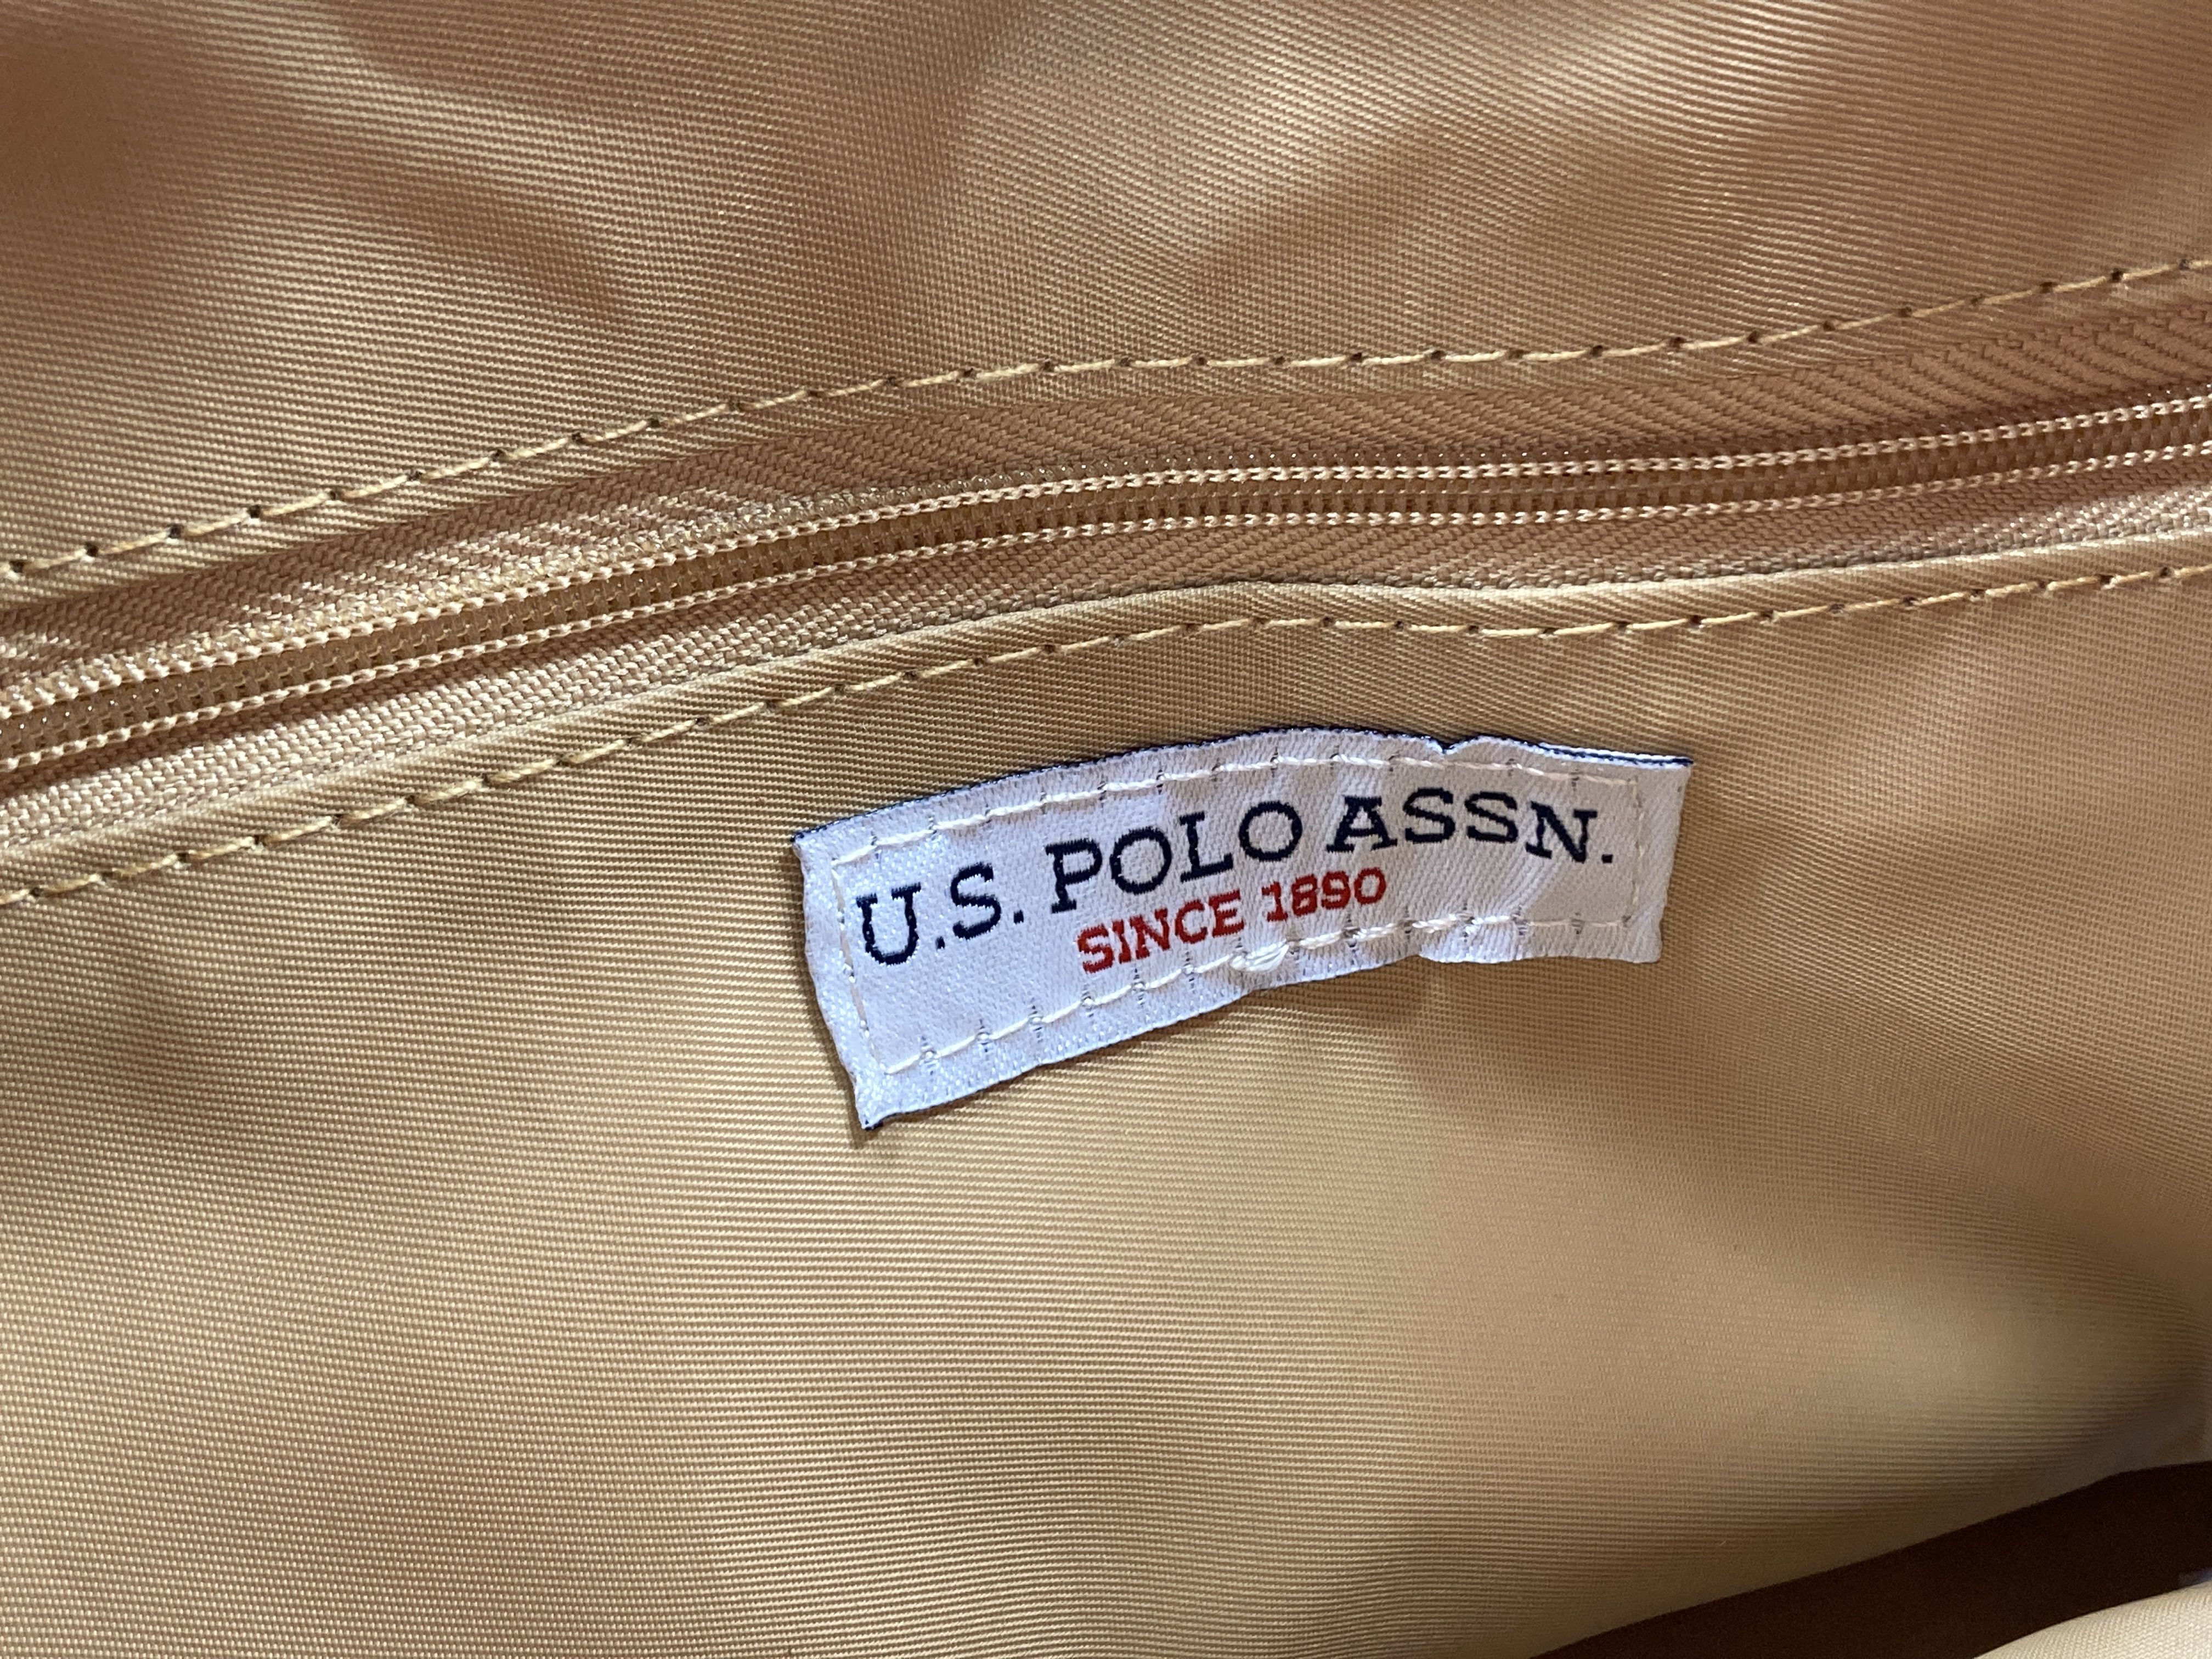 U.S. POLO ASSN.
SINCE 1890